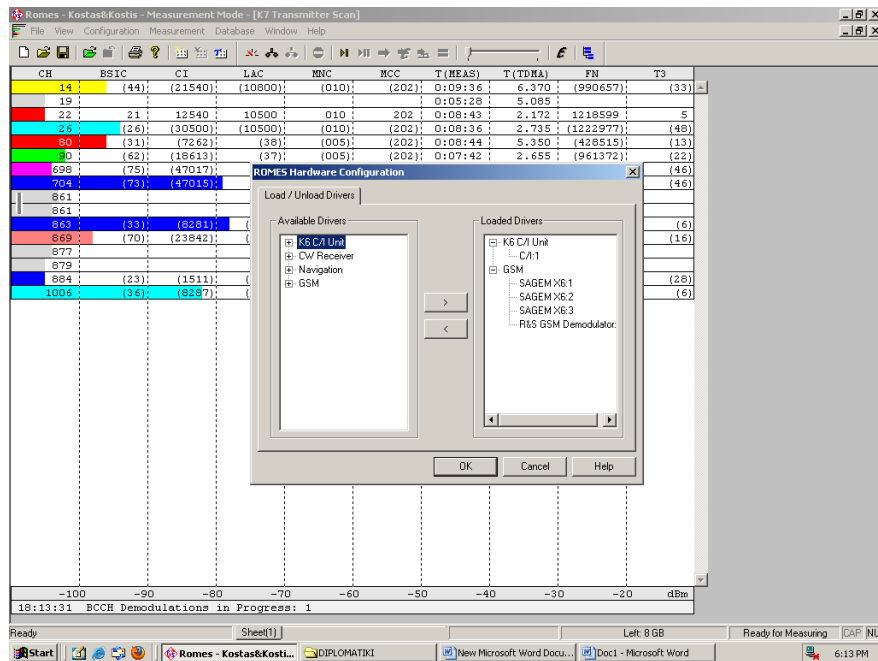 Romes - Kostas&Kostis - Measurement Mode - [K7 Transmitter Scan]
File View Configuration Measurement Database Window Help
CH BSIC CI LAC MNC MCC T(MEAS) T(TDMA) FN T3
14 (44) (21540) (10800) (010) (202) 0:09:36 6.370 (990657) (33)
19 0:05:28 5.085
22 21 12540 10500 010 202 0:08:43 2.172 1218599 5
26 (26) (30500) (10500) (010) (202) 0:08:36 2.735 (1222977) (48)
80 (31) (7262) (38) (005) (202) 0:08:44 5.350 (428515) (13)
90 (62) (18613) (37) (005) (202) 0:07:42 2.655 (961372) (22)
698 (75) (47017) (46)
704 (73) (47015) (46)
861
861
863 (33) (8281) ( (6)
869 (70) (23842) ( (16)
877
879
884 (23) (1511) ( (28)
1006 (36) (8287) ( (6)
ROMES Hardware Configuration
Load / Unload Drivers
Available Drivers
K6 C/I Unit
CW Receiver
Navigation
GSM
>
<
Loaded Drivers
K6 C/I Unit
C/I:1
GSM
SAGEM X6:1
SAGEM X6:2
SAGEM X6:3
R&S GSM Demodulator:
OK Cancel Help
-100 -90 -80 -70 -60 -50 -40 -30 -20 dBm
18:13:31 BCCH Demodulations in Progress: 1
Ready Sheet(1) Left: 8 GB Ready for Measuring CAP NU
Start Romes - Kostas&Kosti... DIPLOMATIKI New Microsoft Word Docu... Doc1 - Microsoft Word 6:13 PM